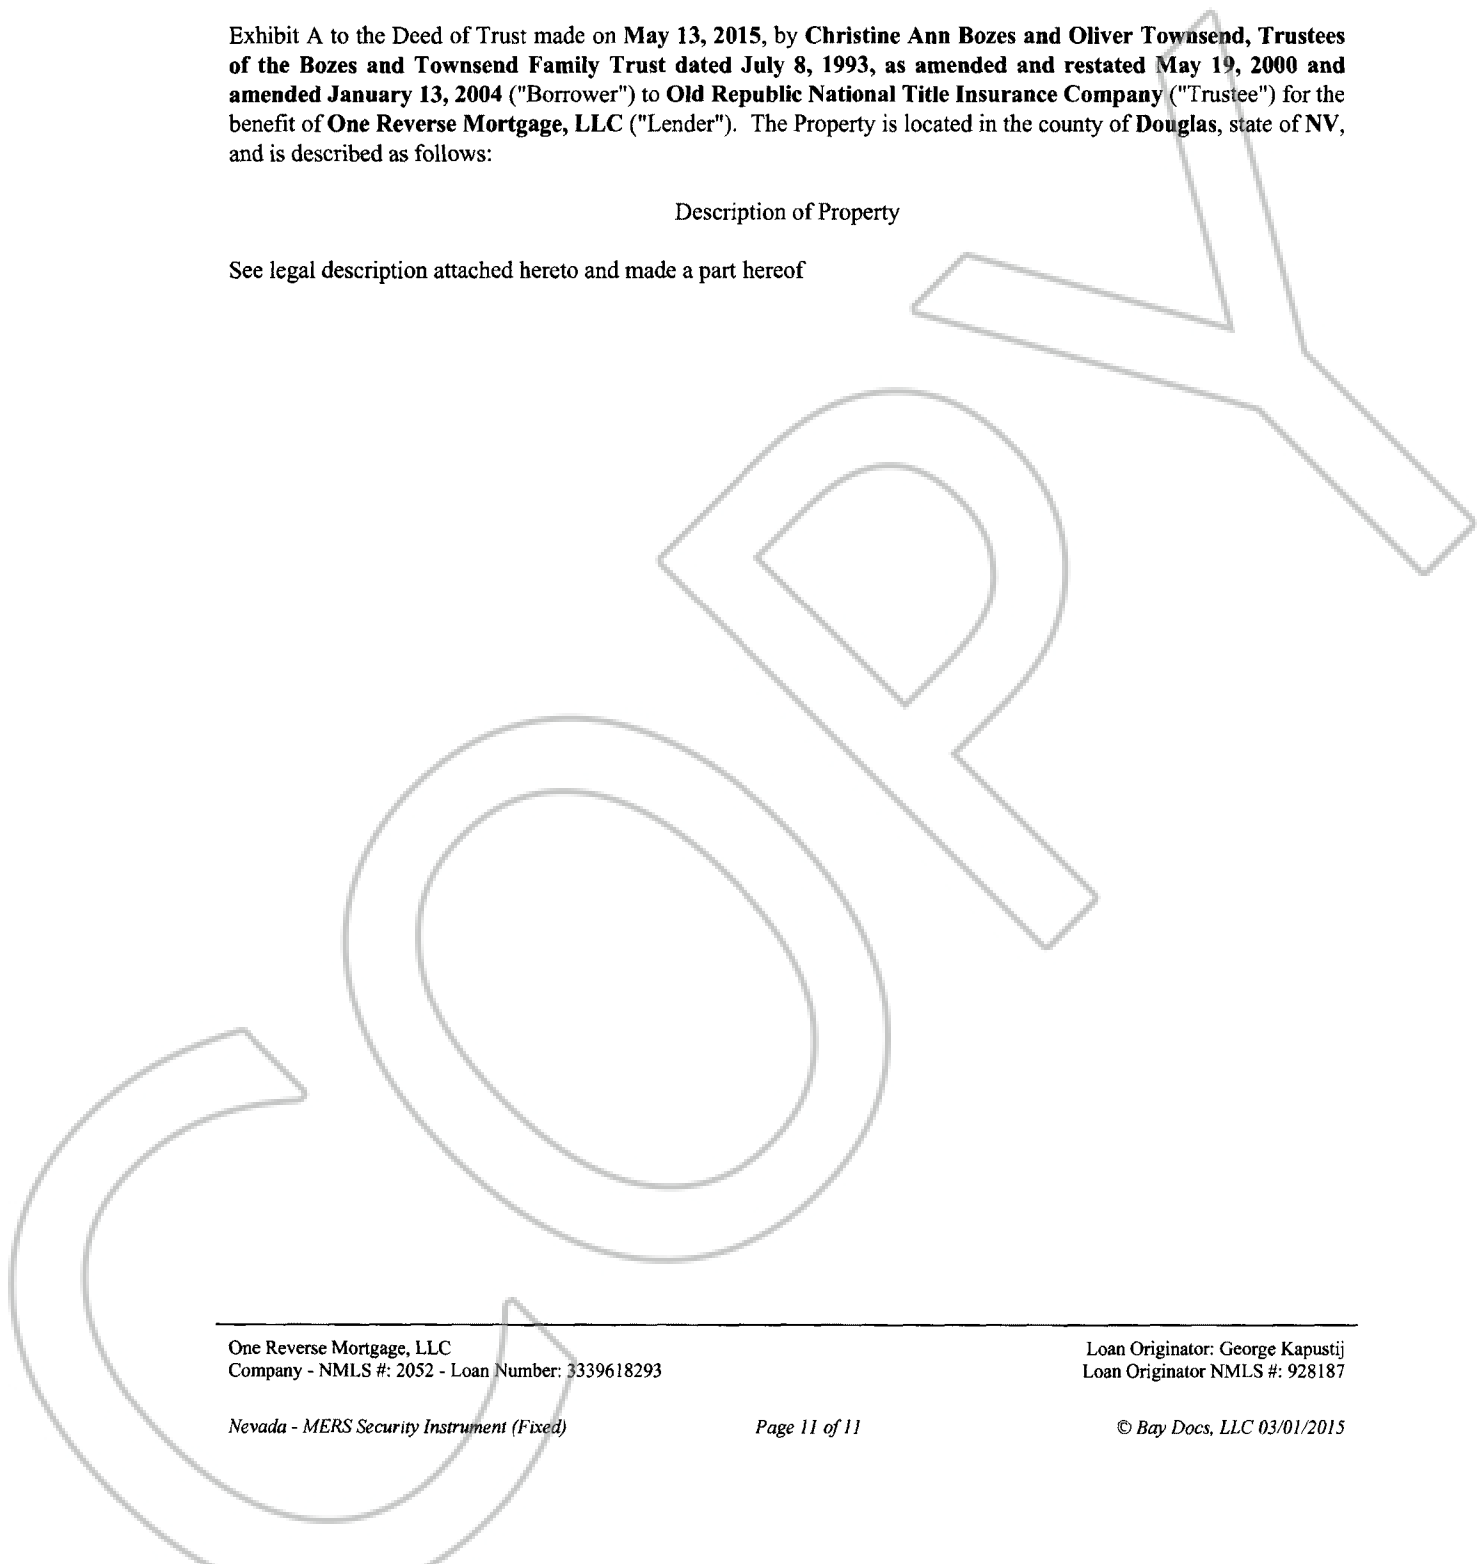 Exhibit A to the Deed of Trust made on May 13, 2015, by Christine Ann Bozes and Oliver Townsend, Trustees
of the Bozes and Townsend Family Trust dated July 8, 1993, as amended and restated May 19, 2000 and
amended January 13, 2004 ("Borrower") to Old Republic National Title Insurance Company ("Trustee") for the
benefit of One Reverse Mortgage, LLC ("Lender"). The Property is located in the county of Douglas, state of NV,
and is described as follows:
Description of Property
See legal description attached hereto and made a part hereof
COPY
One Reverse Mortgage, LLC
Company - NMLS #: 2052 - Loan Number: 3339618293
Loan Originator: George Kapustij
Loan Originator NMLS #: 928187
Nevada - MERS Security Instrument (Fixed)
Page 11 of 11
© Bay Docs, LLC 03/01/2015